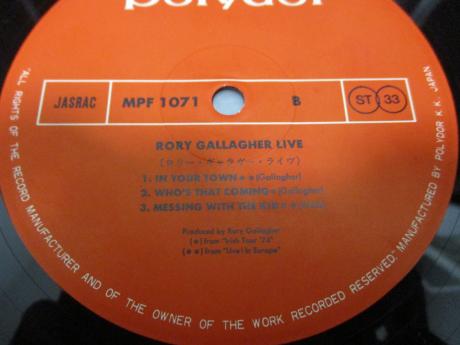 polydor
JASRAC MPF 1071 B ST 33
RORY GALLAGHER LIVE
(ロリー・ギャラガー・ライヴ)
1. IN YOUR TOWN ★★ (Gallagher)
2. WHO'S THAT COMING ★ (Gallagher)
3. MESSING WITH THE KID ★★
Produced by Rory Gallagher
(★) from "Irish Tour '74"
(★★) from "Live! in Europe"
"ALL RIGHTS OF THE RECORD MANUFACTURER AND OF THE OWNER OF THE WORK RECORDED RESERVED" MANUFACTURED BY POLYDOR K.K. JAPAN